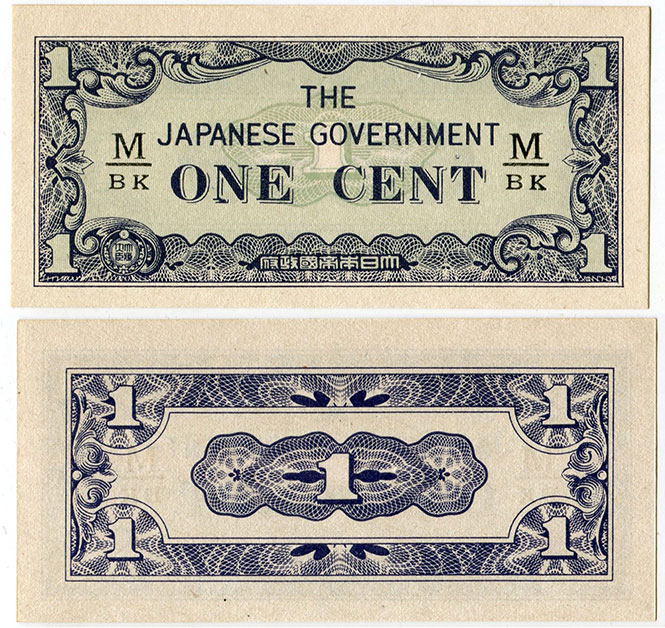 1 1
THE
JAPANESE GOVERNMENT
M M
BK BK
ONE CENT
1
1 1
大日本帝國政府
1 1
1
1 1